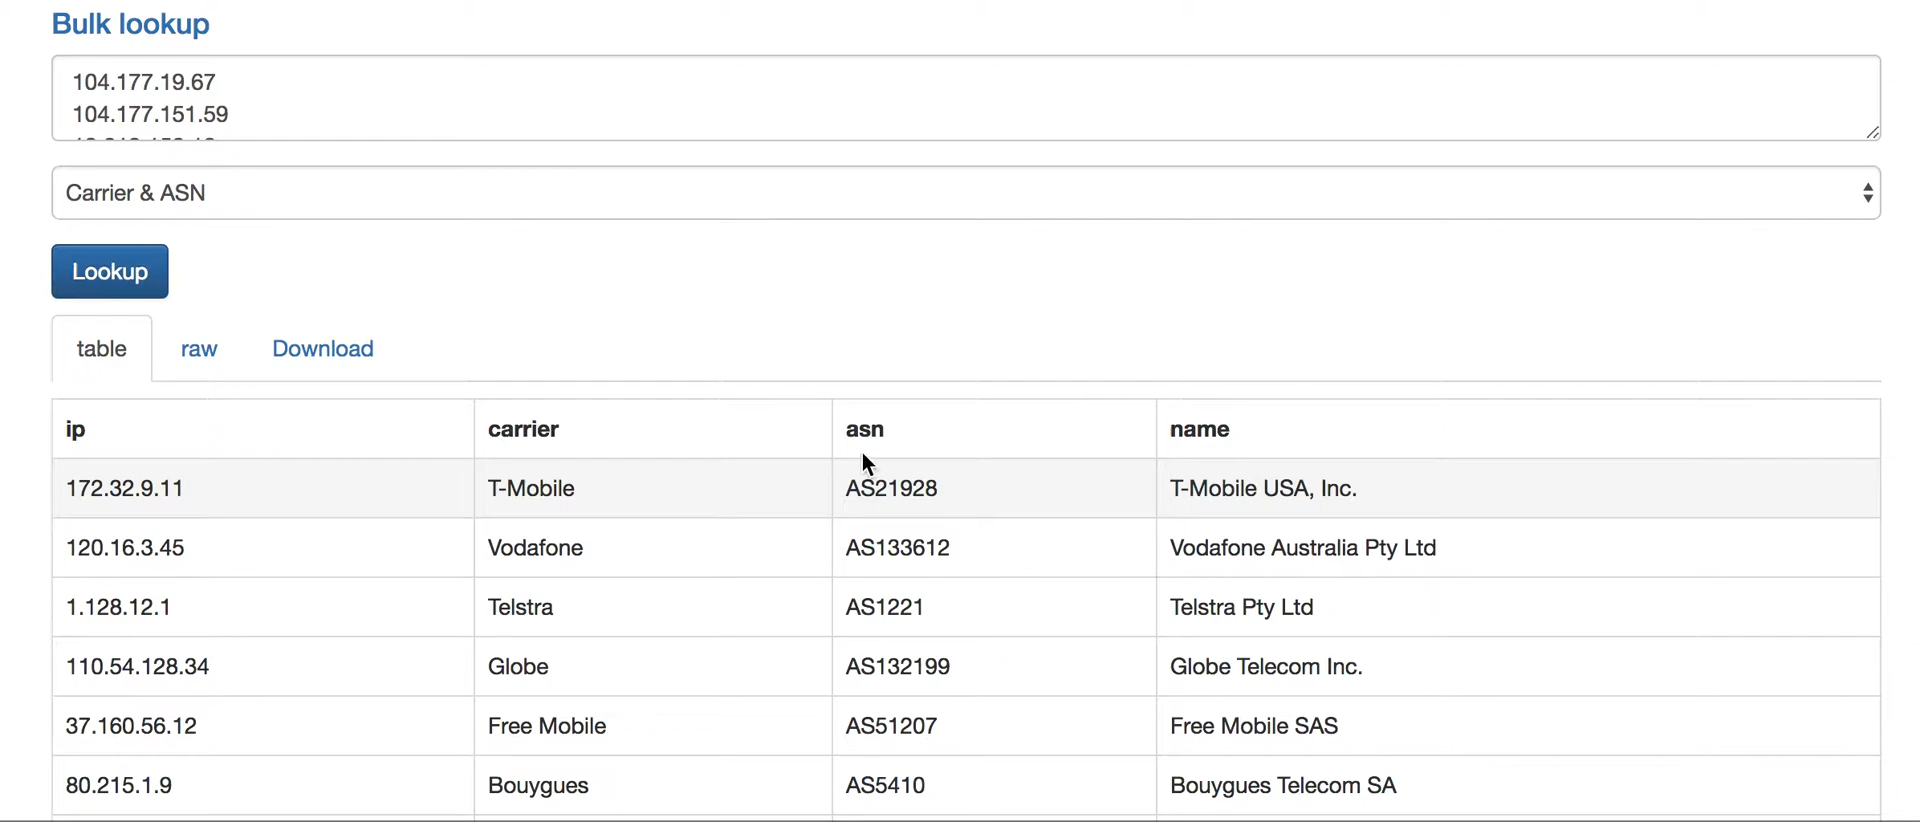 Bulk lookup
104.177.19.67
104.177.151.59
Carrier & ASN
Lookup
table raw Download
ip carrier asn name
172.32.9.11 T-Mobile AS21928 T-Mobile USA, Inc.
120.16.3.45 Vodafone AS133612 Vodafone Australia Pty Ltd
1.128.12.1 Telstra AS1221 Telstra Pty Ltd
110.54.128.34 Globe AS132199 Globe Telecom Inc.
37.160.56.12 Free Mobile AS51207 Free Mobile SAS
80.215.1.9 Bouygues AS5410 Bouygues Telecom SA